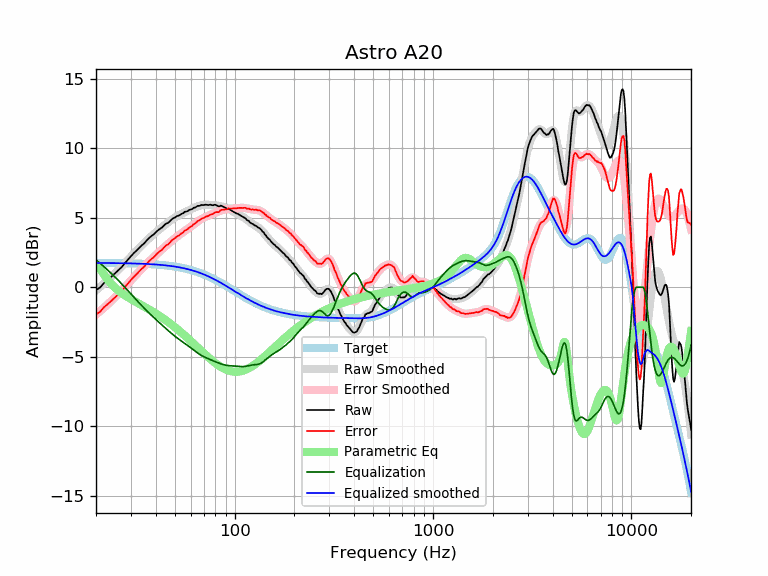 Astro A20
15
10
5
0
−5
−10
−15
Amplitude (dBr)
100
1000
10000
Frequency (Hz)
Target
Raw Smoothed
Error Smoothed
Raw
Error
Parametric Eq
Equalization
Equalized smoothed